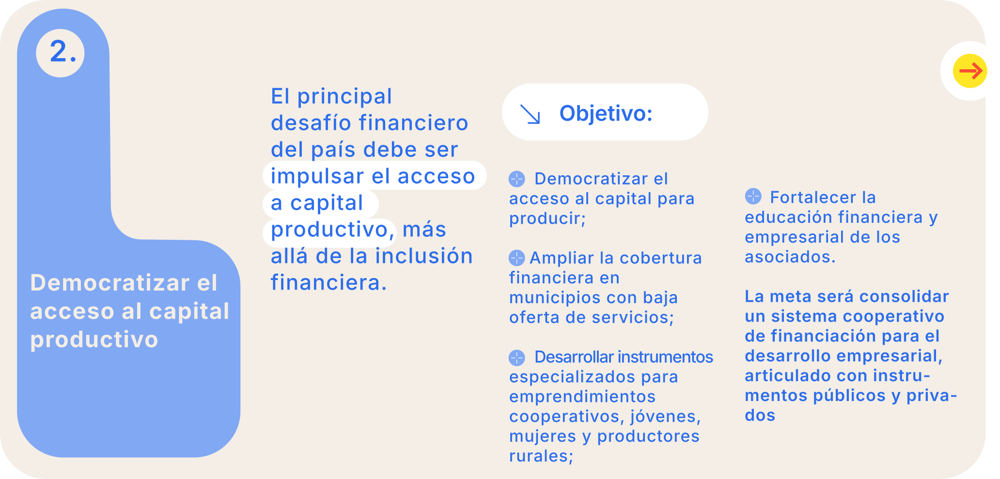 2.
Democratizar el
acceso al capital
productivo
El principal
desafío financiero
del país debe ser
impulsar el acceso
a capital
productivo, más
allá de la inclusión
financiera.
Objetivo:
Democratizar el
acceso al capital para
producir;
Ampliar la cobertura
financiera en
municipios con baja
oferta de servicios;
Desarrollar instrumentos
especializados para
emprendimientos
cooperativos, jóvenes,
mujeres y productores
rurales;
Fortalecer la
educación financiera y
empresarial de los
asociados.
La meta será consolidar
un sistema cooperativo
de financiación para el
desarrollo empresarial,
articulado con instru-
mentos públicos y priva-
dos